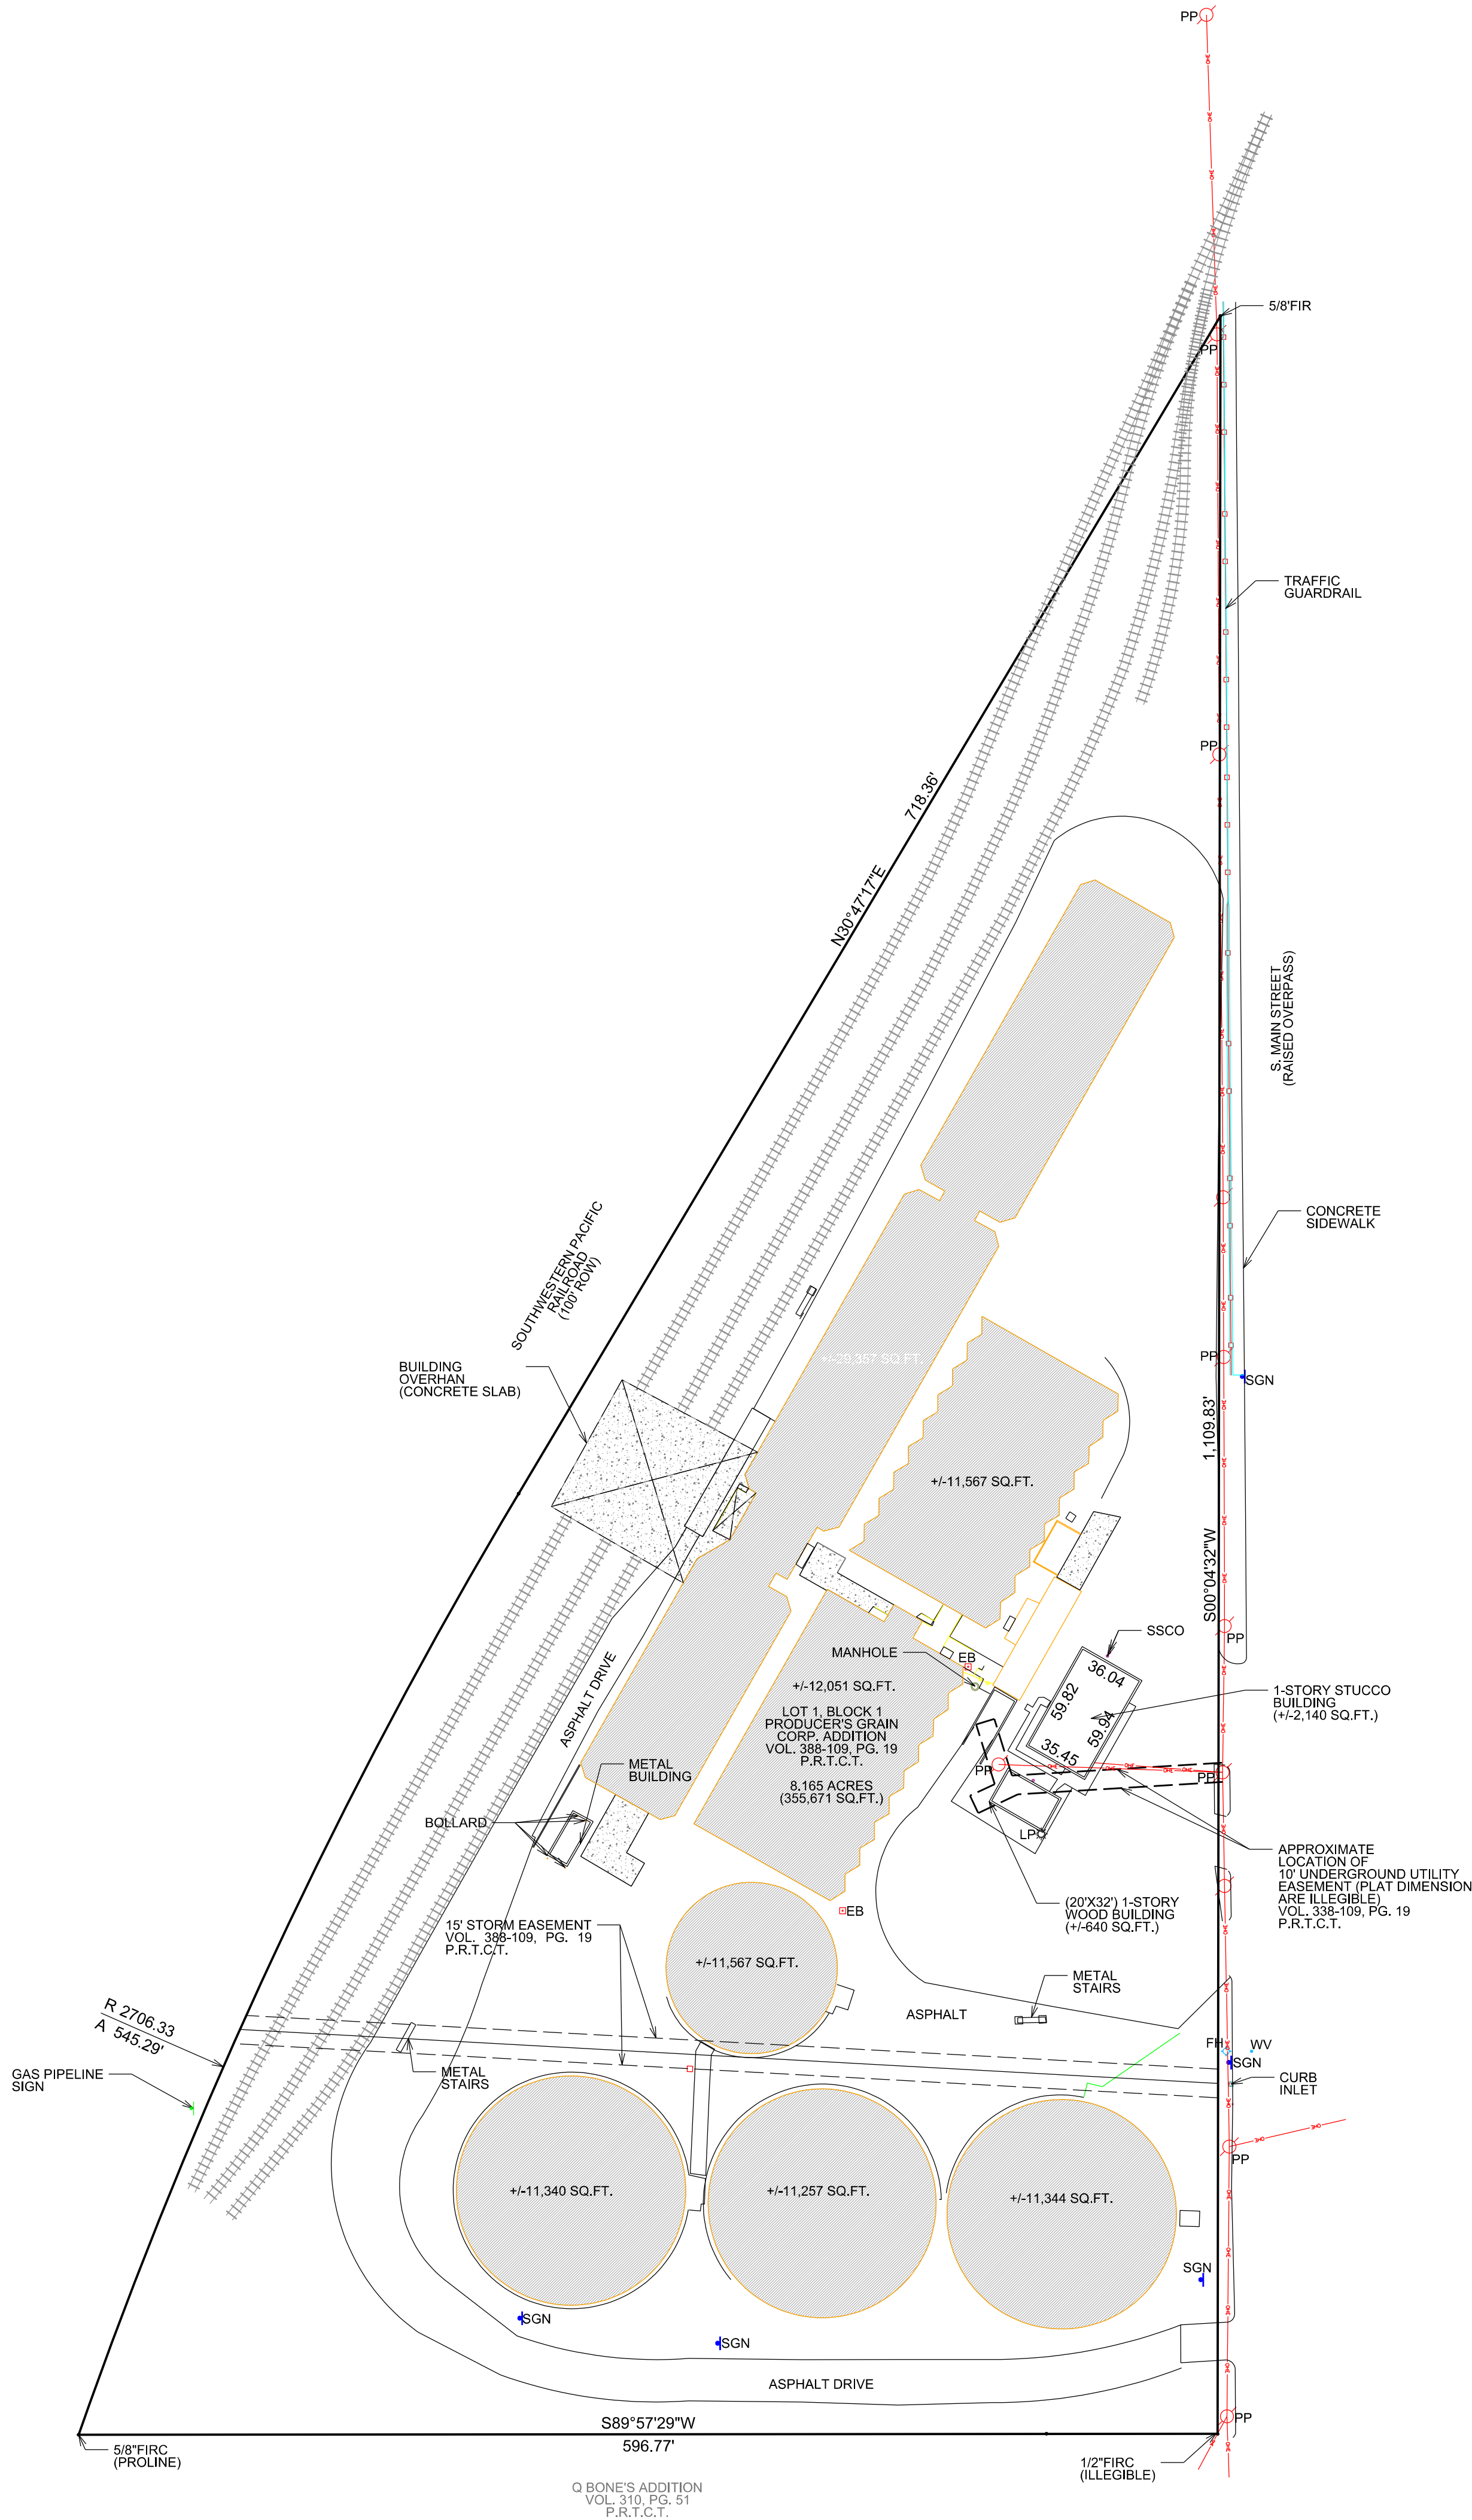 PP
5/8'FIR
PP
TRAFFIC
GUARDRAIL
PP
718.36'
N30°47'17"E
S. MAIN STREET
(RAISED OVERPASS)
CONCRETE
SIDEWALK
SOUTHWESTERN PACIFIC
RAILROAD
(100' ROW)
BUILDING
OVERHAN
(CONCRETE SLAB)
+/-29,367 SQ.FT.
PP
SGN
1,109.83'
+/-11,567 SQ.FT.
S00°04'32"W
PP
SSCO
MANHOLE
EB
36.04
59.82
59.94
35.45
1-STORY STUCCO
BUILDING
(+/-2,140 SQ.FT.)
+/-12,051 SQ.FT.
LOT 1, BLOCK 1
PRODUCER'S GRAIN
CORP. ADDITION
VOL. 388-109, PG. 19
P.R.T.C.T.
8.165 ACRES
(355,671 SQ.FT.)
ASPHALT DRIVE
METAL
BUILDING
BOLLARD
PP
PP
LP
APPROXIMATE
LOCATION OF
10' UNDERGROUND UTILITY
EASEMENT (PLAT DIMENSION
ARE ILLEGIBLE)
VOL. 338-109, PG. 19
P.R.T.C.T.
(20'X32') 1-STORY
WOOD BUILDING
(+/-640 SQ.FT.)
EB
15' STORM EASEMENT
VOL. 388-109, PG. 19
P.R.T.C.T.
+/-11,567 SQ.FT.
METAL
STAIRS
ASPHALT
R 2706.33
A 545.29'
FH
WV
SGN
CURB
INLET
METAL
STAIRS
GAS PIPELINE
SIGN
PP
+/-11,340 SQ.FT.
+/-11,257 SQ.FT.
+/-11,344 SQ.FT.
SGN
SGN
SGN
ASPHALT DRIVE
PP
S89°57'29"W
596.77'
5/8"FIRC
(PROLINE)
1/2"FIRC
(ILLEGIBLE)
Q BONE'S ADDITION
VOL. 310, PG. 51
P.R.T.C.T.